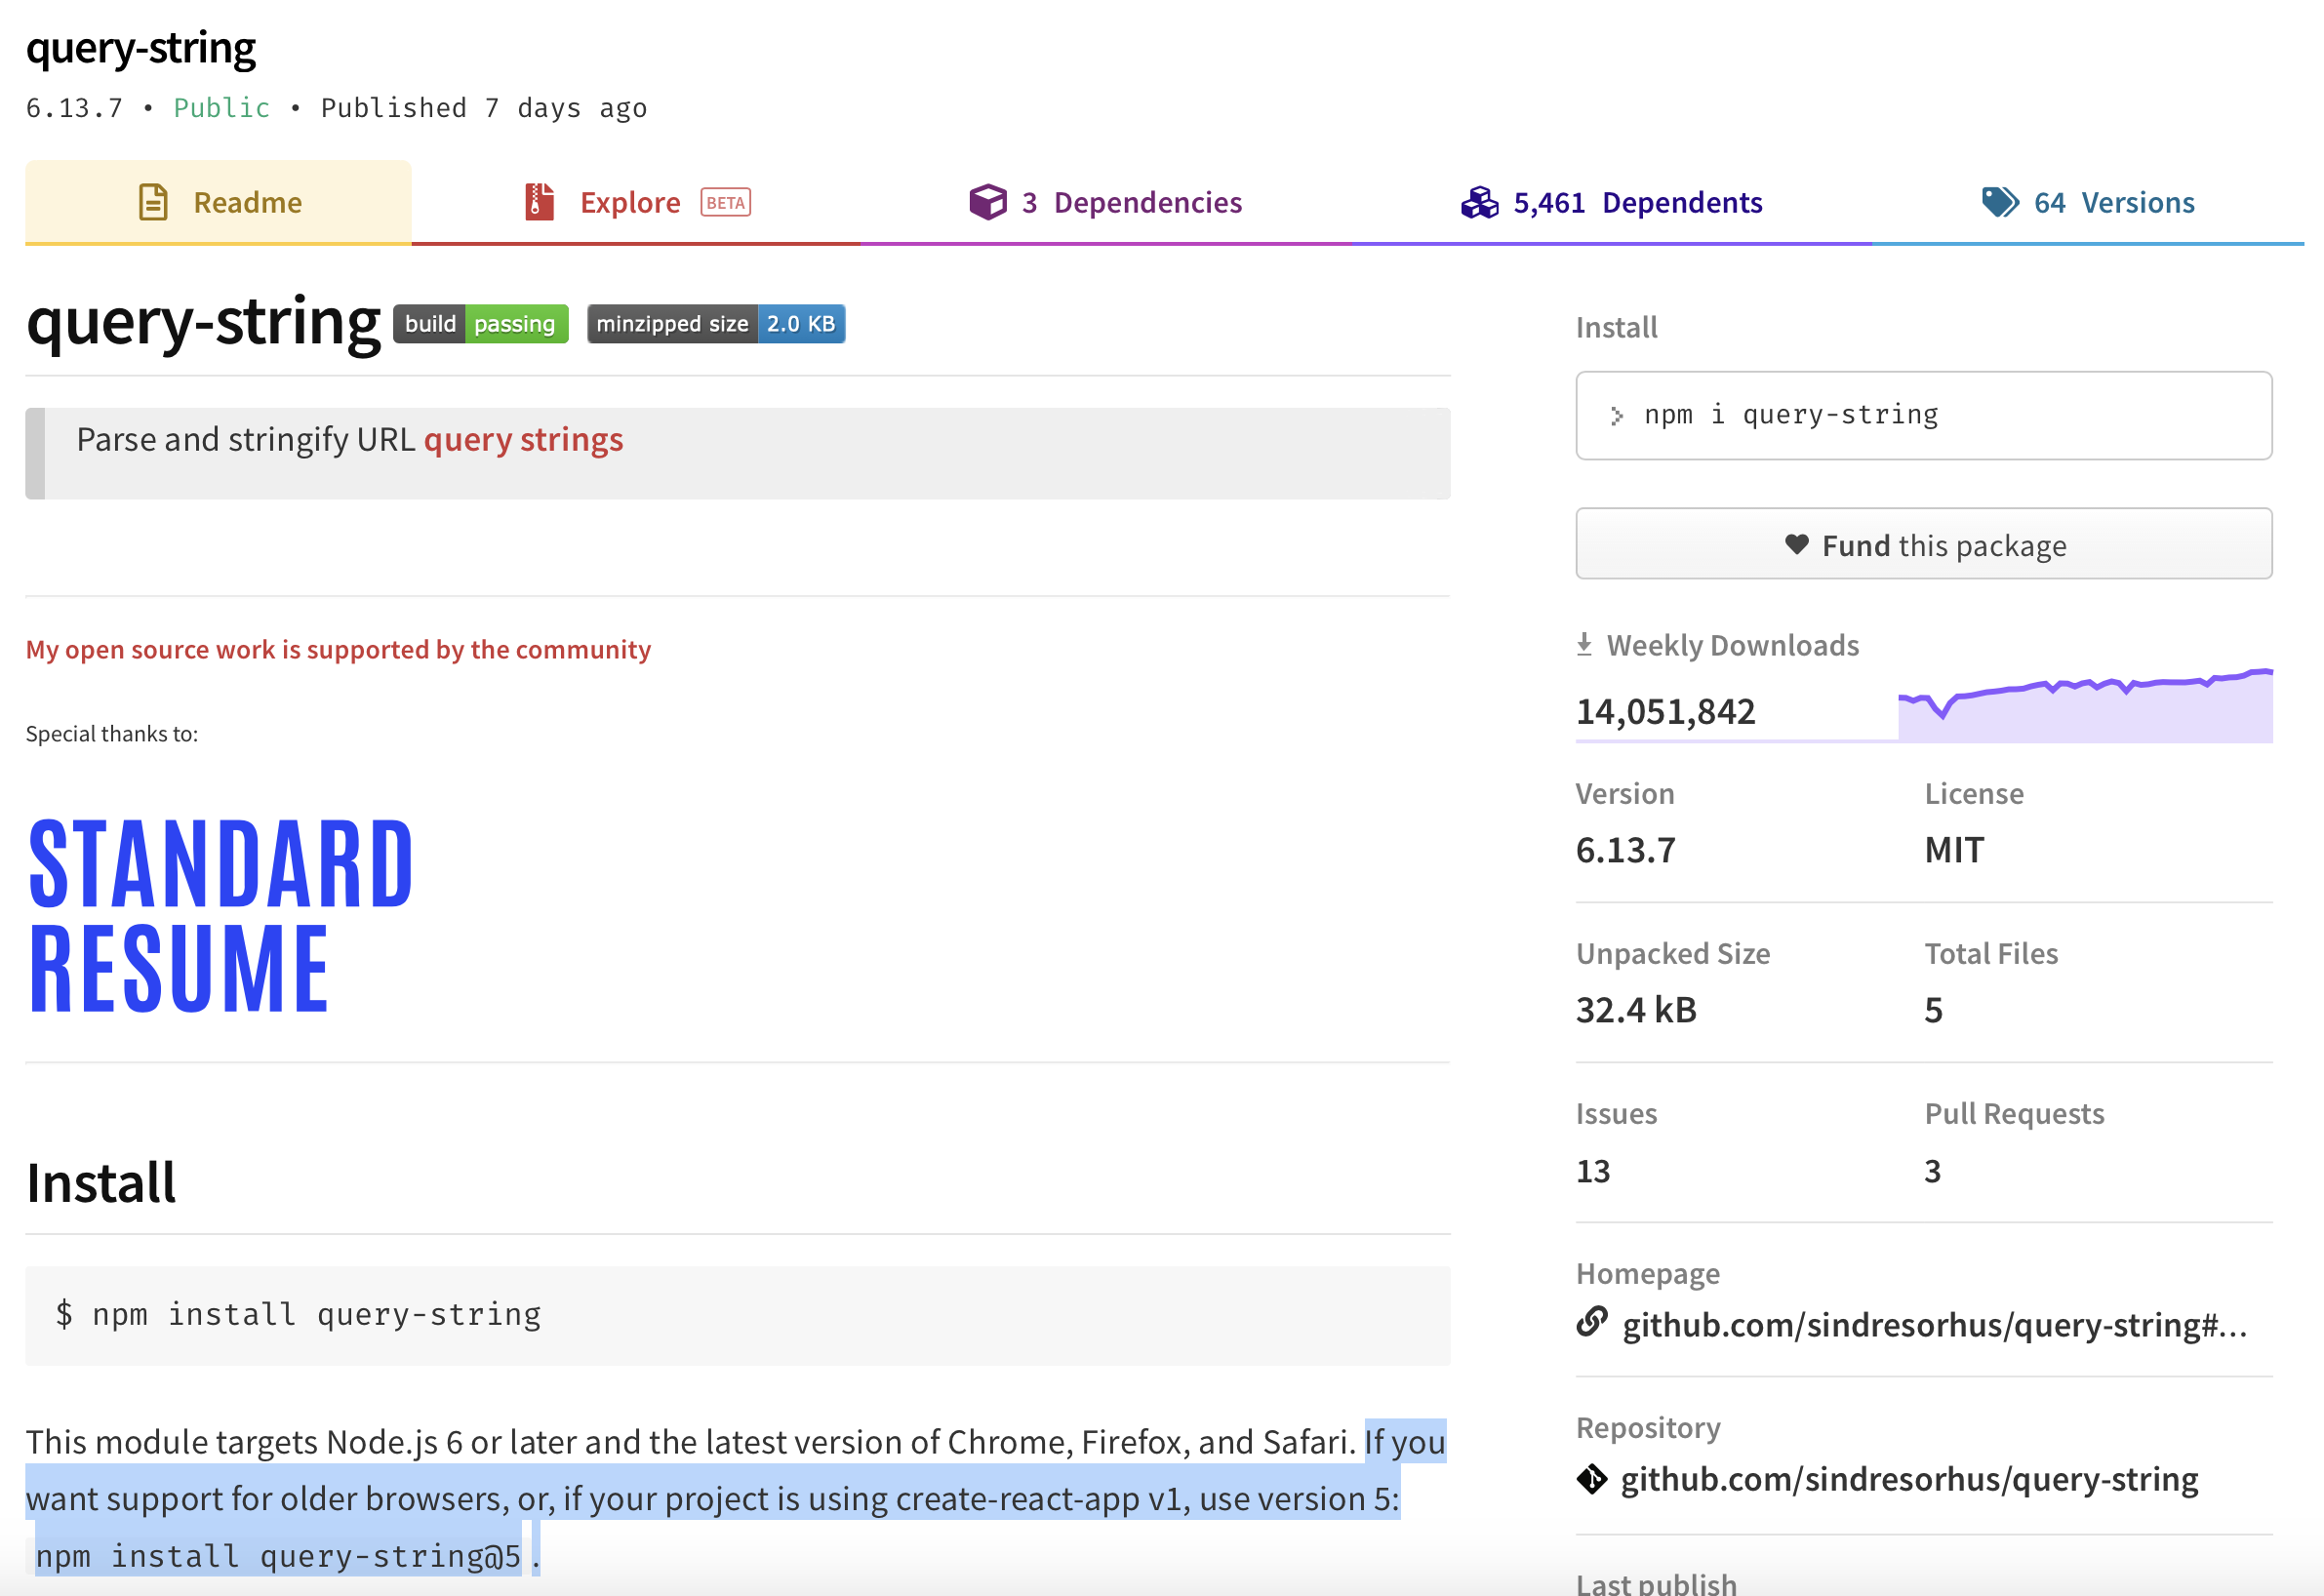 query-string
6.13.7 • Public • Published 7 days ago
Readme
Explore BETA
3 Dependencies
5,461 Dependents
64 Versions
query-string build passing minzipped size 2.0 KB
Parse and stringify URL query strings
My open source work is supported by the community
Special thanks to:
STANDARD
RESUME
Install
$ npm install query-string
This module targets Node.js 6 or later and the latest version of Chrome, Firefox, and Safari. If you
want support for older browsers, or, if your project is using create-react-app v1, use version 5:
npm install query-string@5 .
Install
npm i query-string
Fund this package
Weekly Downloads
14,051,842
Version
6.13.7
License
MIT
Unpacked Size
32.4 kB
Total Files
5
Issues
13
Pull Requests
3
Homepage
github.com/sindresorhus/query-string#...
Repository
github.com/sindresorhus/query-string
Last publish